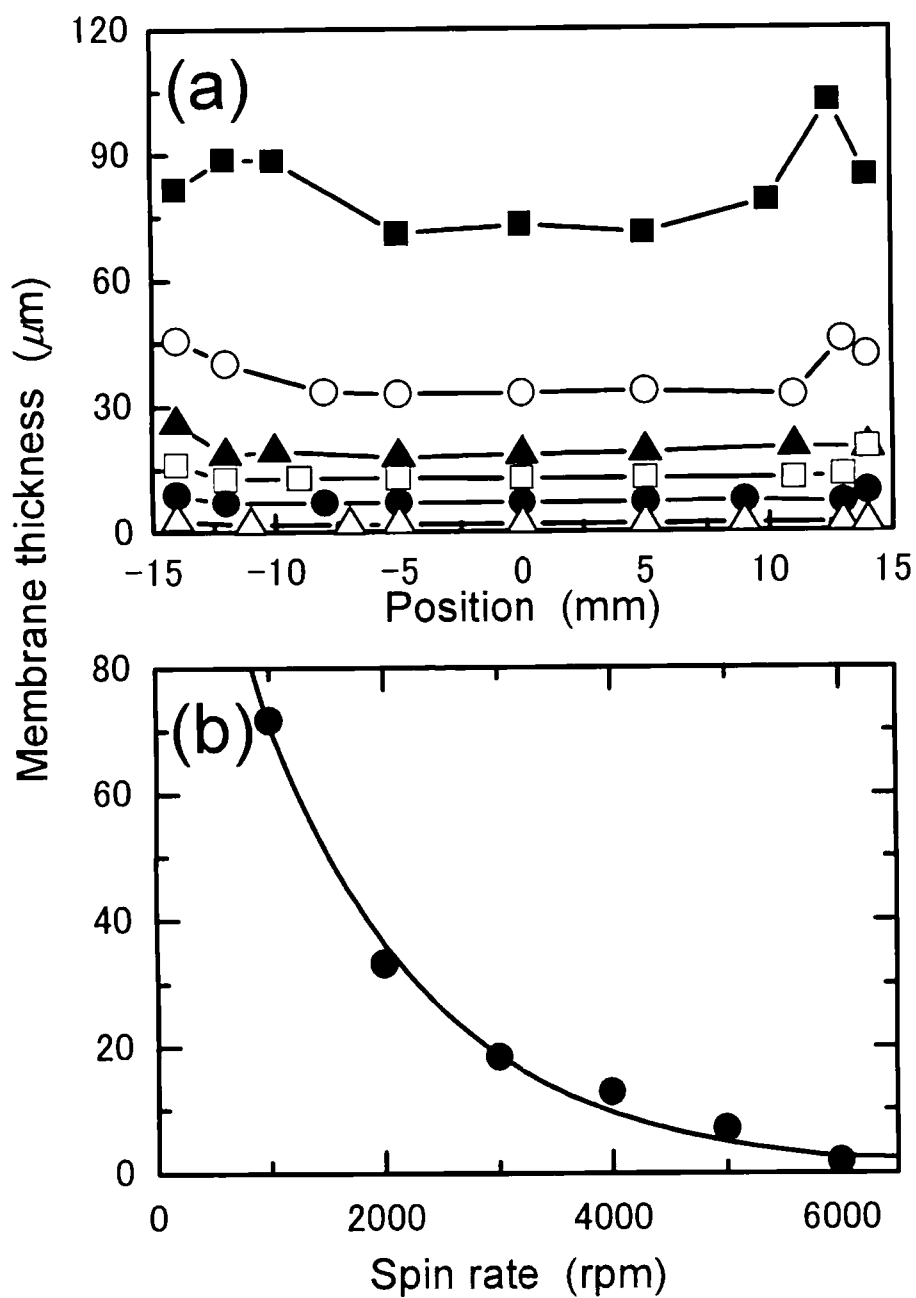 120
(a)
90
60
30
0
-15 -10 -5 0 5 10 15
Position (mm)
Membrane thickness (μm)
80
(b)
60
40
20
0
0 2000 4000 6000
Spin rate (rpm)